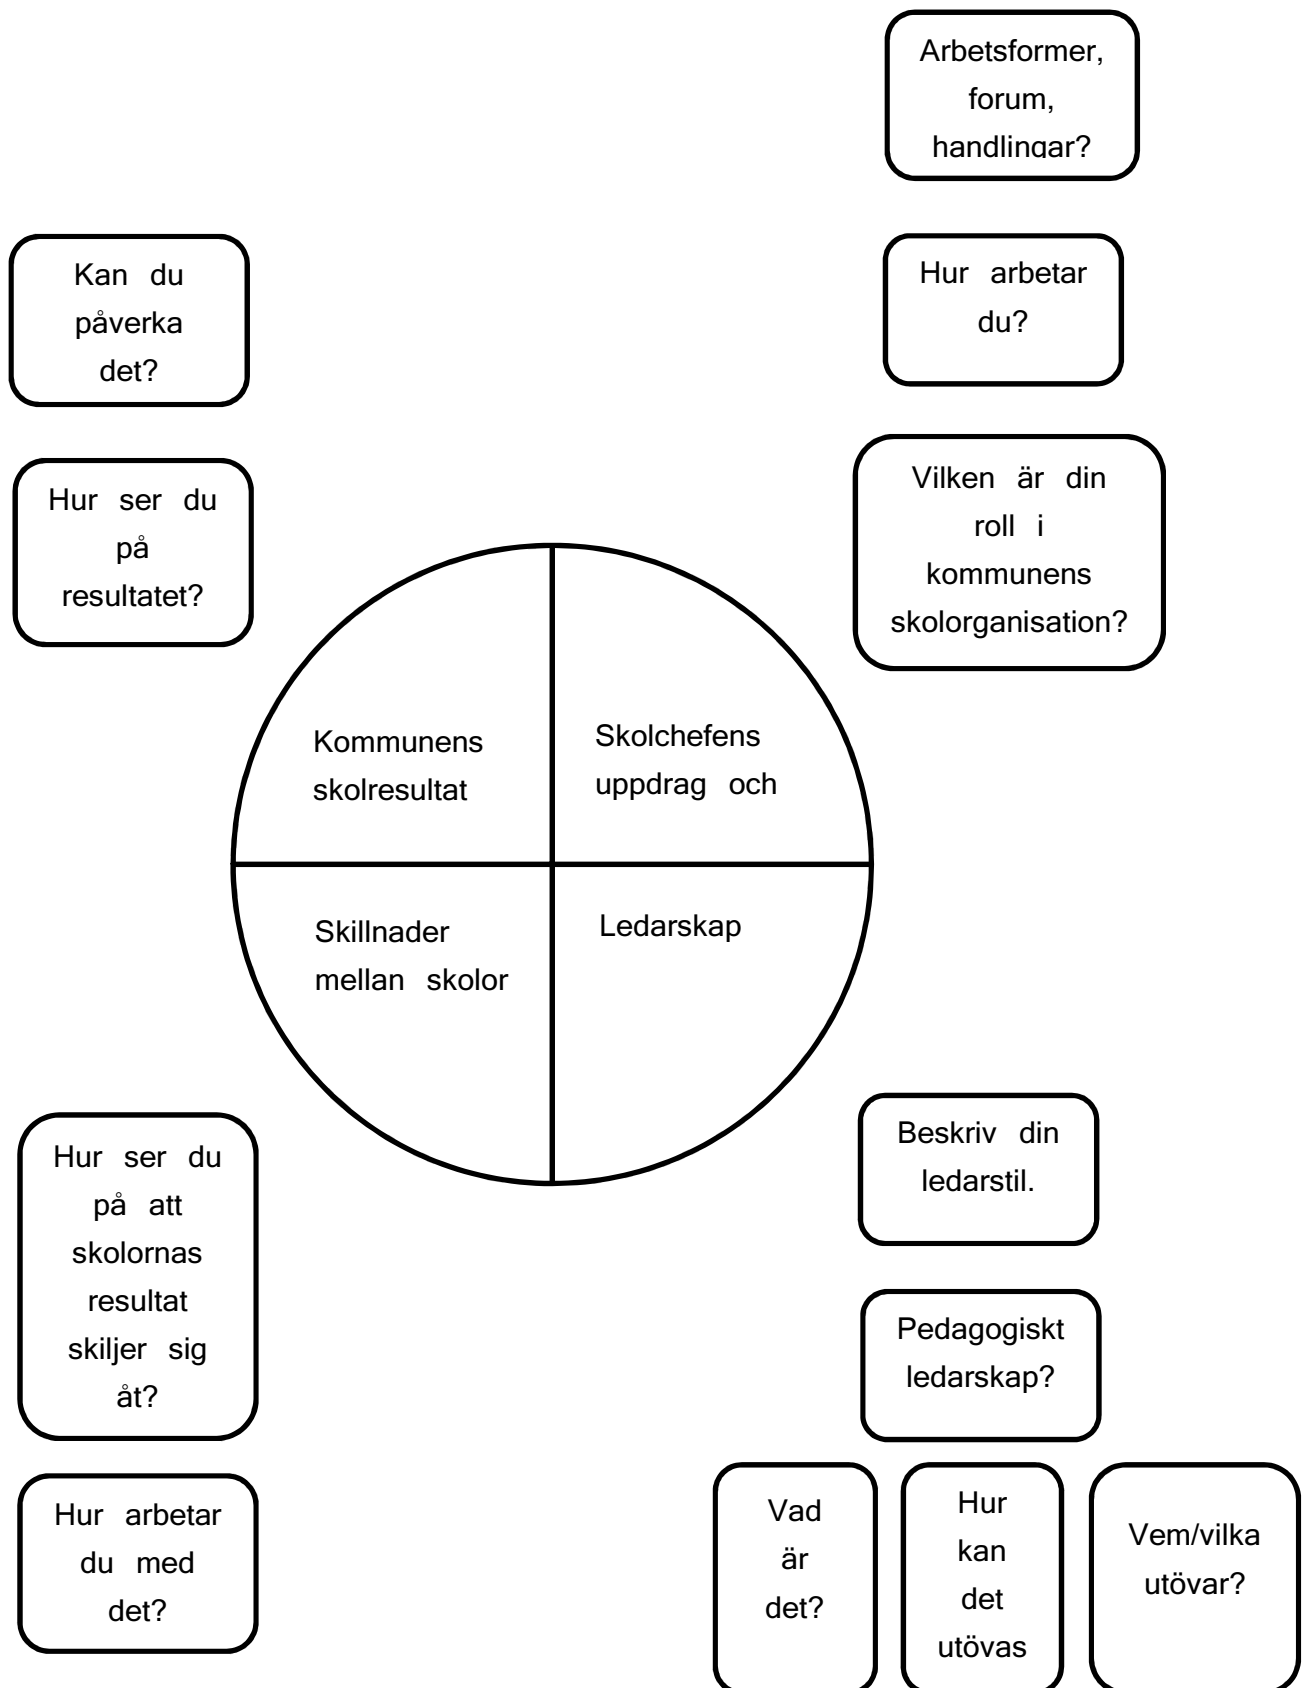 Arbetsformer,
forum,
handlingar?
Kan du
påverka
det?
Hur arbetar
du?
Hur ser du
på
resultatet?
Vilken är din
roll i
kommunens
skolorganisation?
Kommunens
skolresultat
Skolchefens
uppdrag och
Skillnader
mellan skolor
Ledarskap
Hur ser du
på att
skolornas
resultat
skiljer sig
åt?
Beskriv din
ledarstil.
Pedagogiskt
ledarskap?
Hur arbetar
du med
det?
Vad
är
det?
Hur
kan
det
utövas
Vem/vilka
utövar?